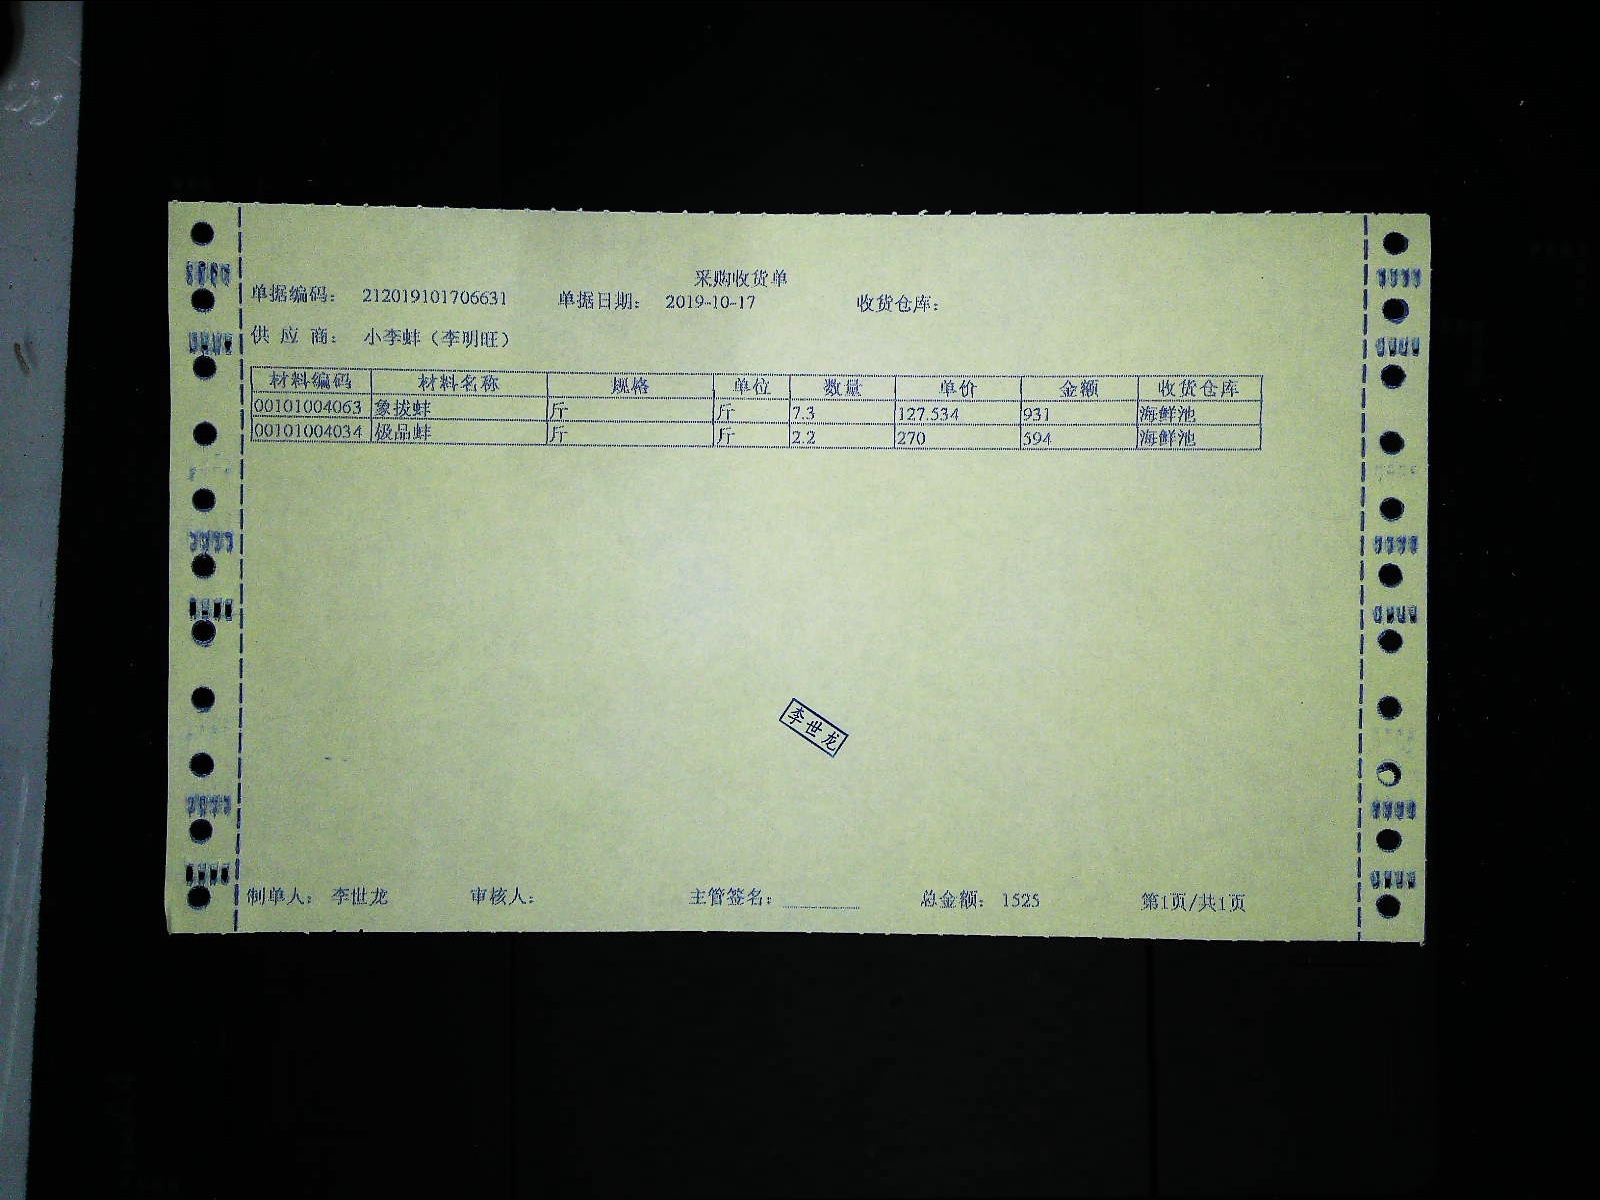 采购收货单
单据编码： 212019101706631 单据日期： 2019-10-17 收货仓库：
供 应 商： 小李蚌（李明旺）
材料编码 材料名称 规格 单位 数量 单价 金额 收货仓库
00101004063 象拔蚌 斤 斤 7.3 127.534 931 海鲜池
00101004034 极品蚌 斤 斤 2.2 270 594 海鲜池
李世龙
制单人： 李世龙 审核人： 主管签名： 总金额： 1525 第1页/共1页